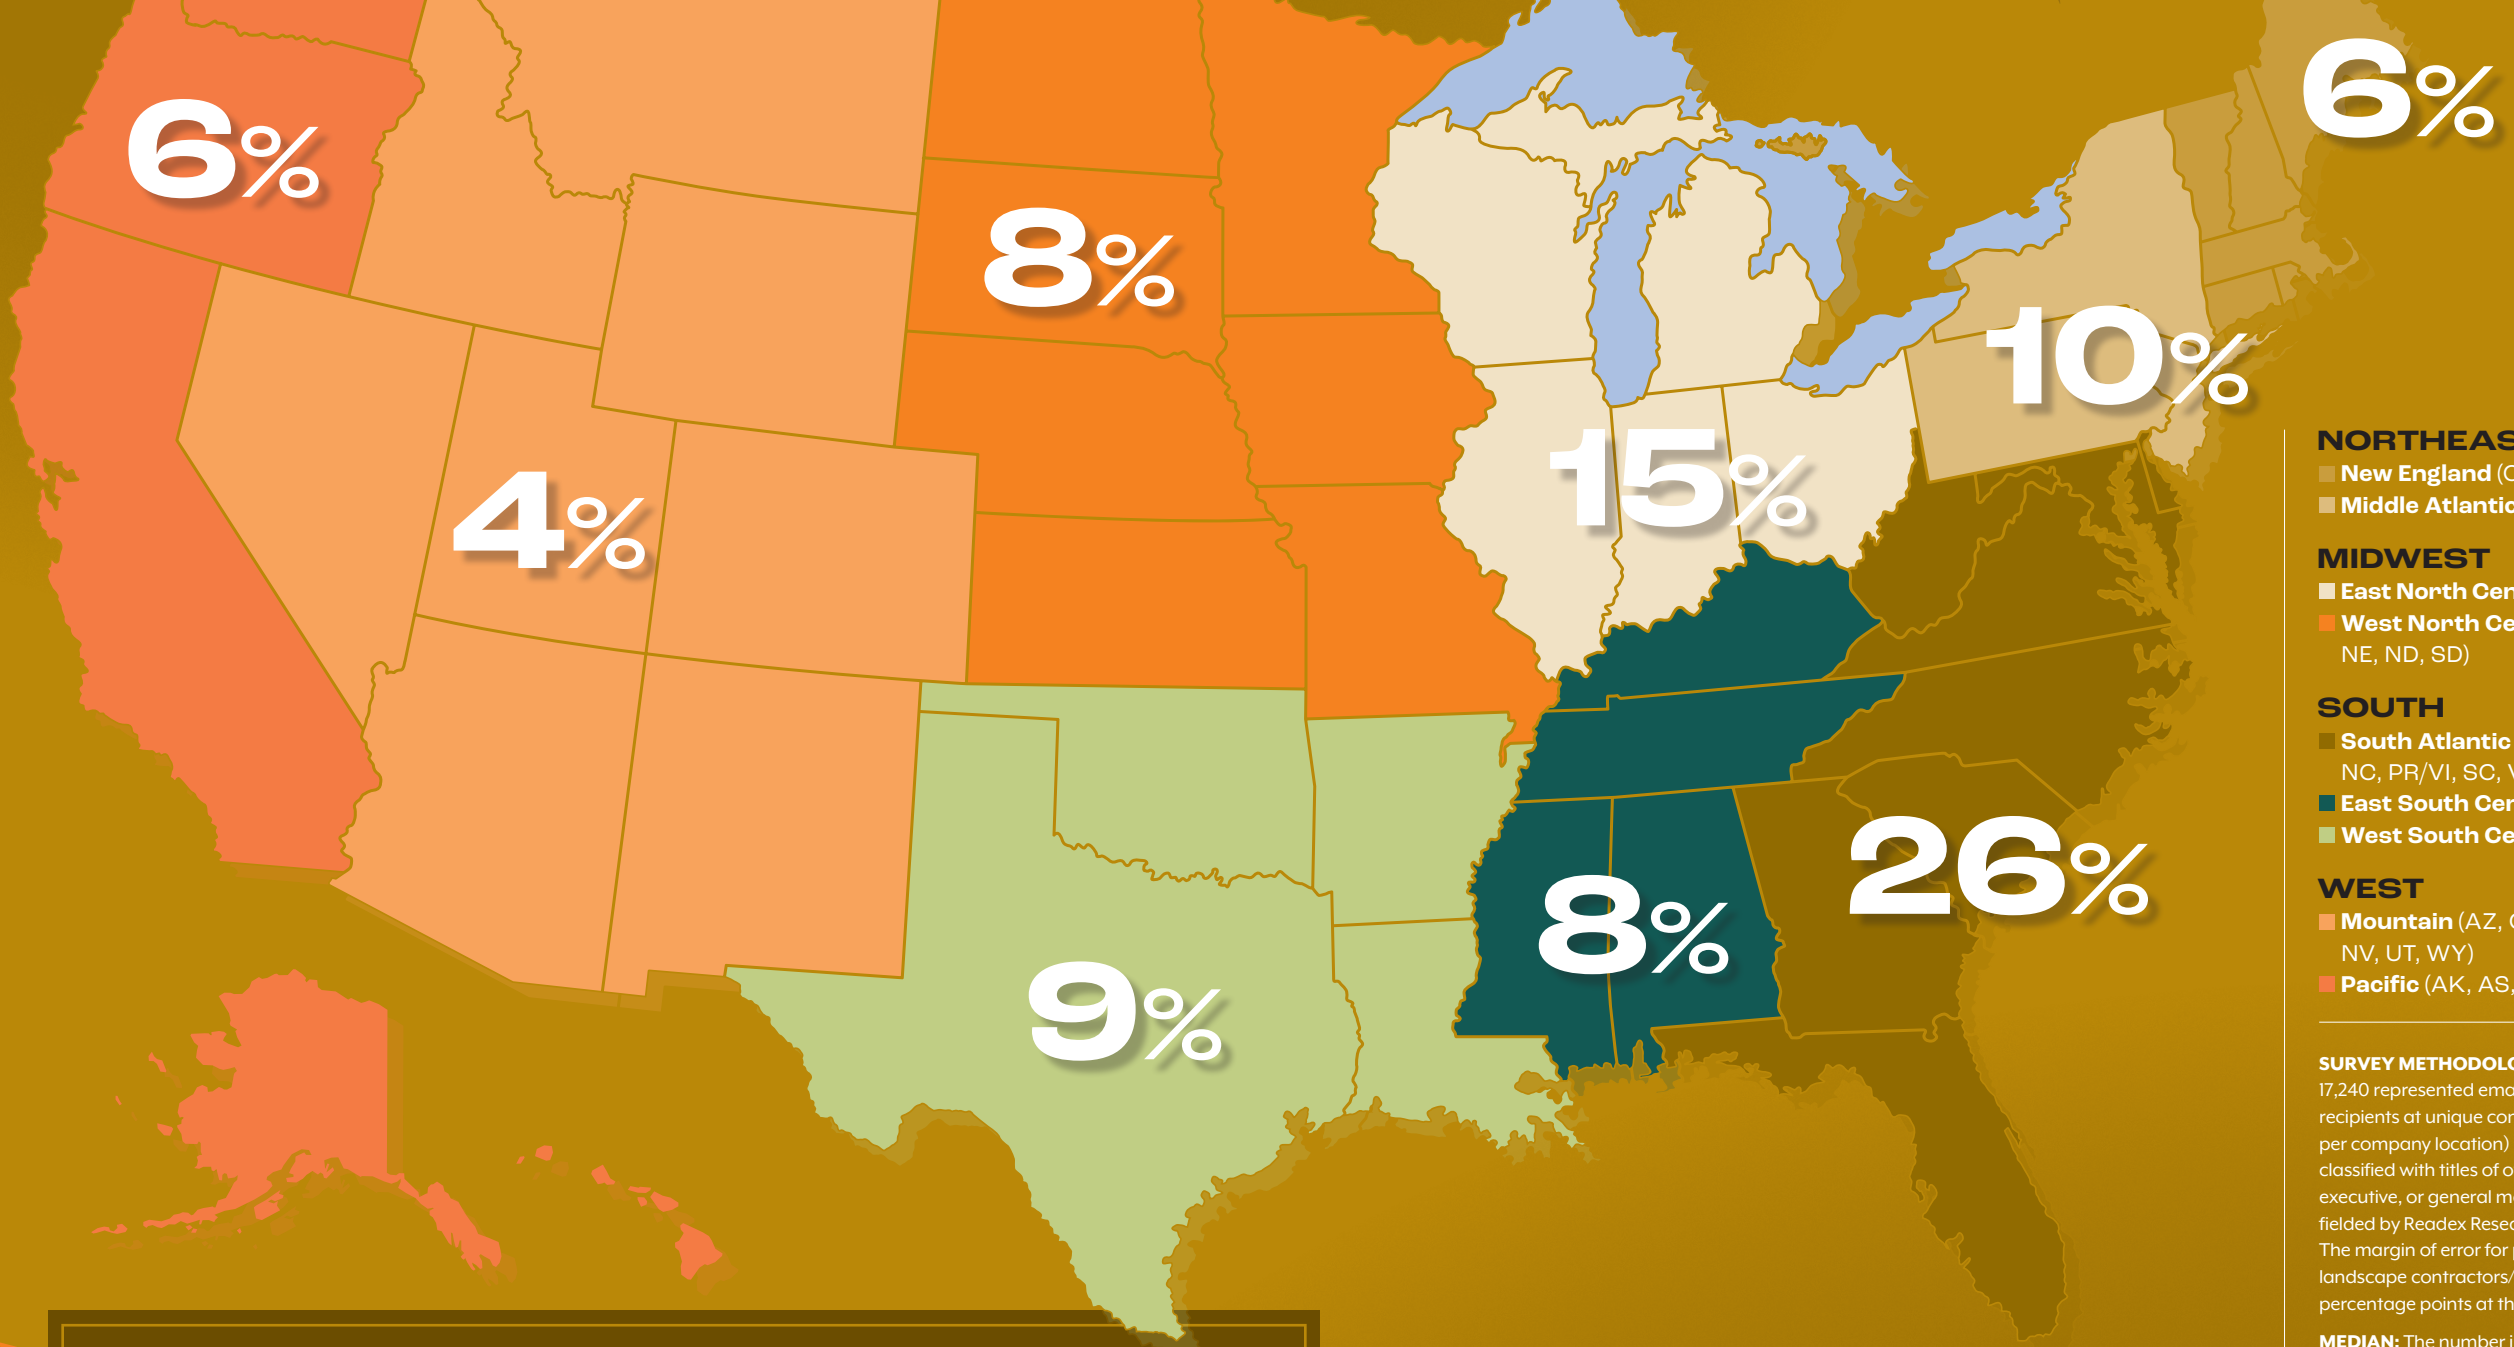 6%
6%
8%
10%
4%
15%
26%
8%
9%
NORTHEAS
New England (C
Middle Atlantic
MIDWEST
East North Cen
West North Ce
NE, ND, SD)
SOUTH
South Atlantic
NC, PR/VI, SC, V
East South Cen
West South Ce
WEST
Mountain (AZ, C
NV, UT, WY)
Pacific (AK, AS,
SURVEY METHODOLO
17,240 represented ema
recipients at unique com
per company location)
classified with titles of o
executive, or general ma
fielded by Readex Resea
The margin of error for p
landscape contractors/
percentage points at th
MEDIAN: The number i